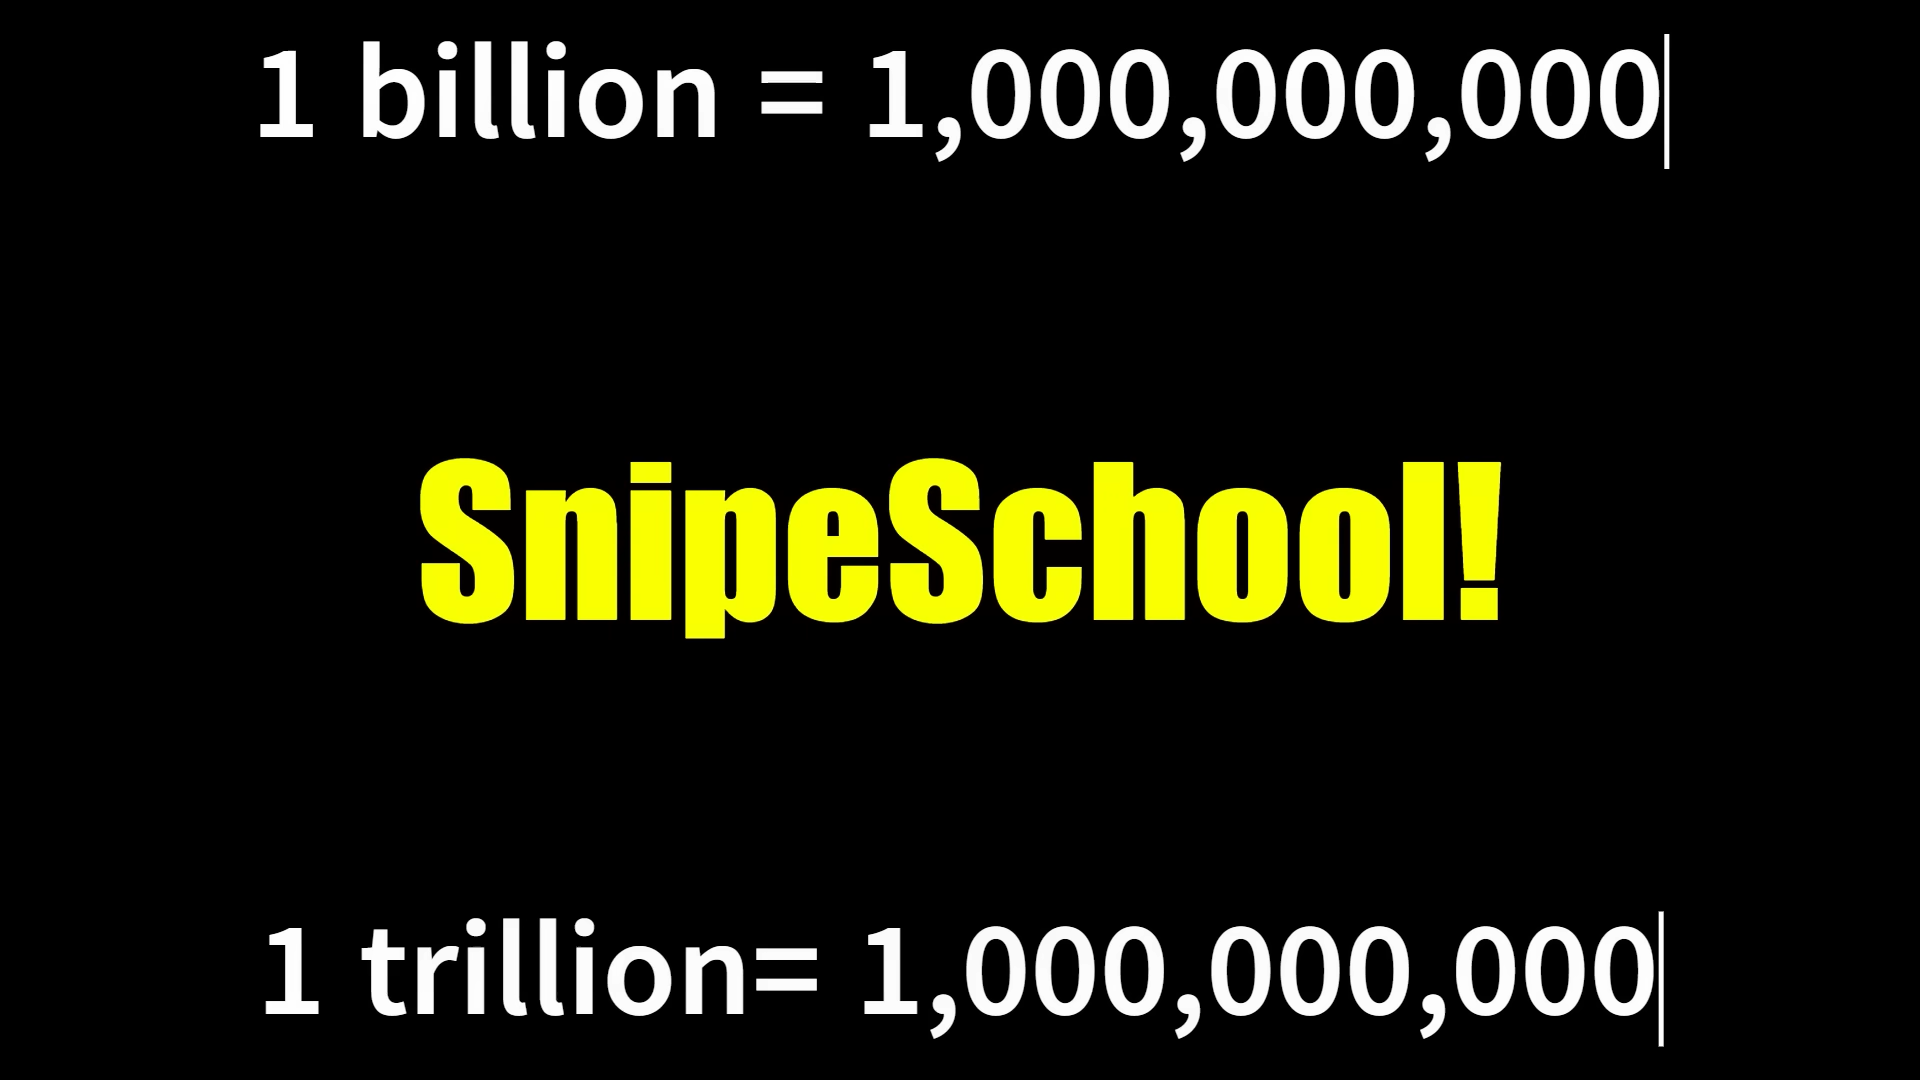 1 billion = 1,000,000,000
SnipeSchool!
1 trillion= 1,000,000,000